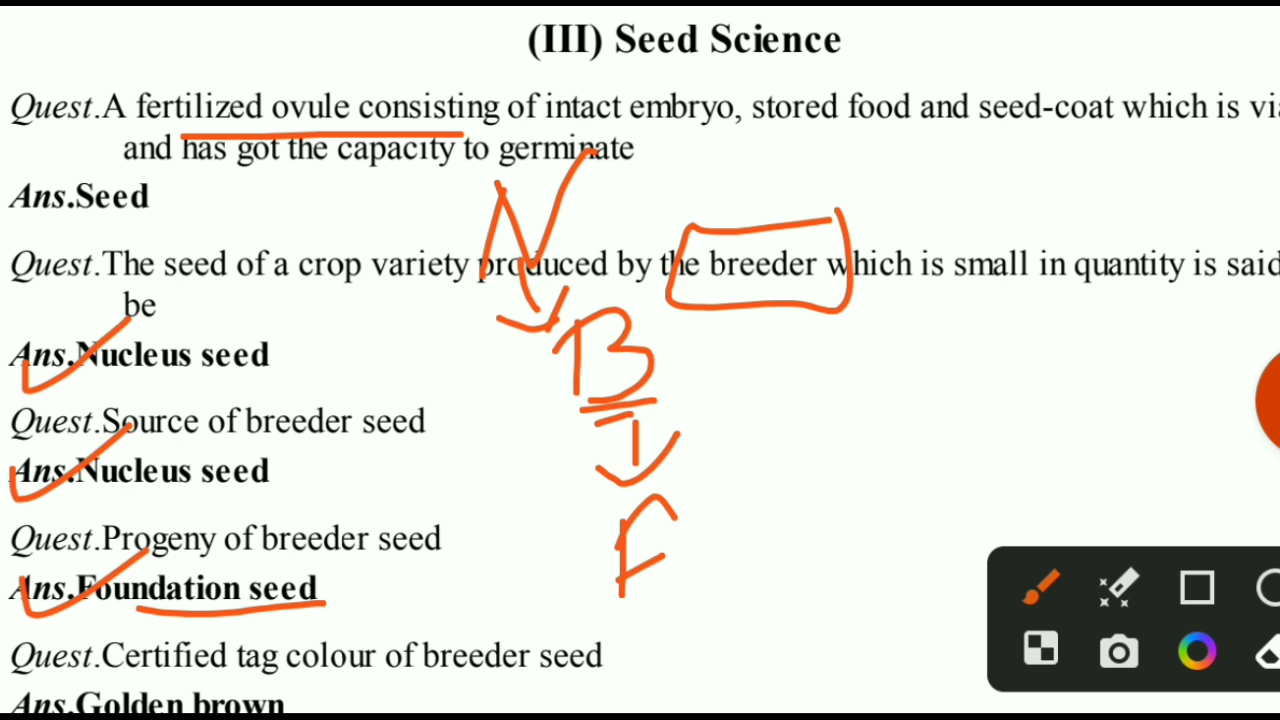 (III) Seed Science
Quest.A fertilized ovule consisting of intact embryo, stored food and seed-coat which is
and has got the capacity to germinate
Ans.Seed
Quest.The seed of a crop variety produced by the breeder which is small in quantity is said
be
Ans.Nucleus seed
Quest.Source of breeder seed
Ans.Nucleus seed
Quest.Progeny of breeder seed
Ans.Foundation seed
Quest.Certified tag colour of breeder seed
Ans.Golden brown
N
B
F